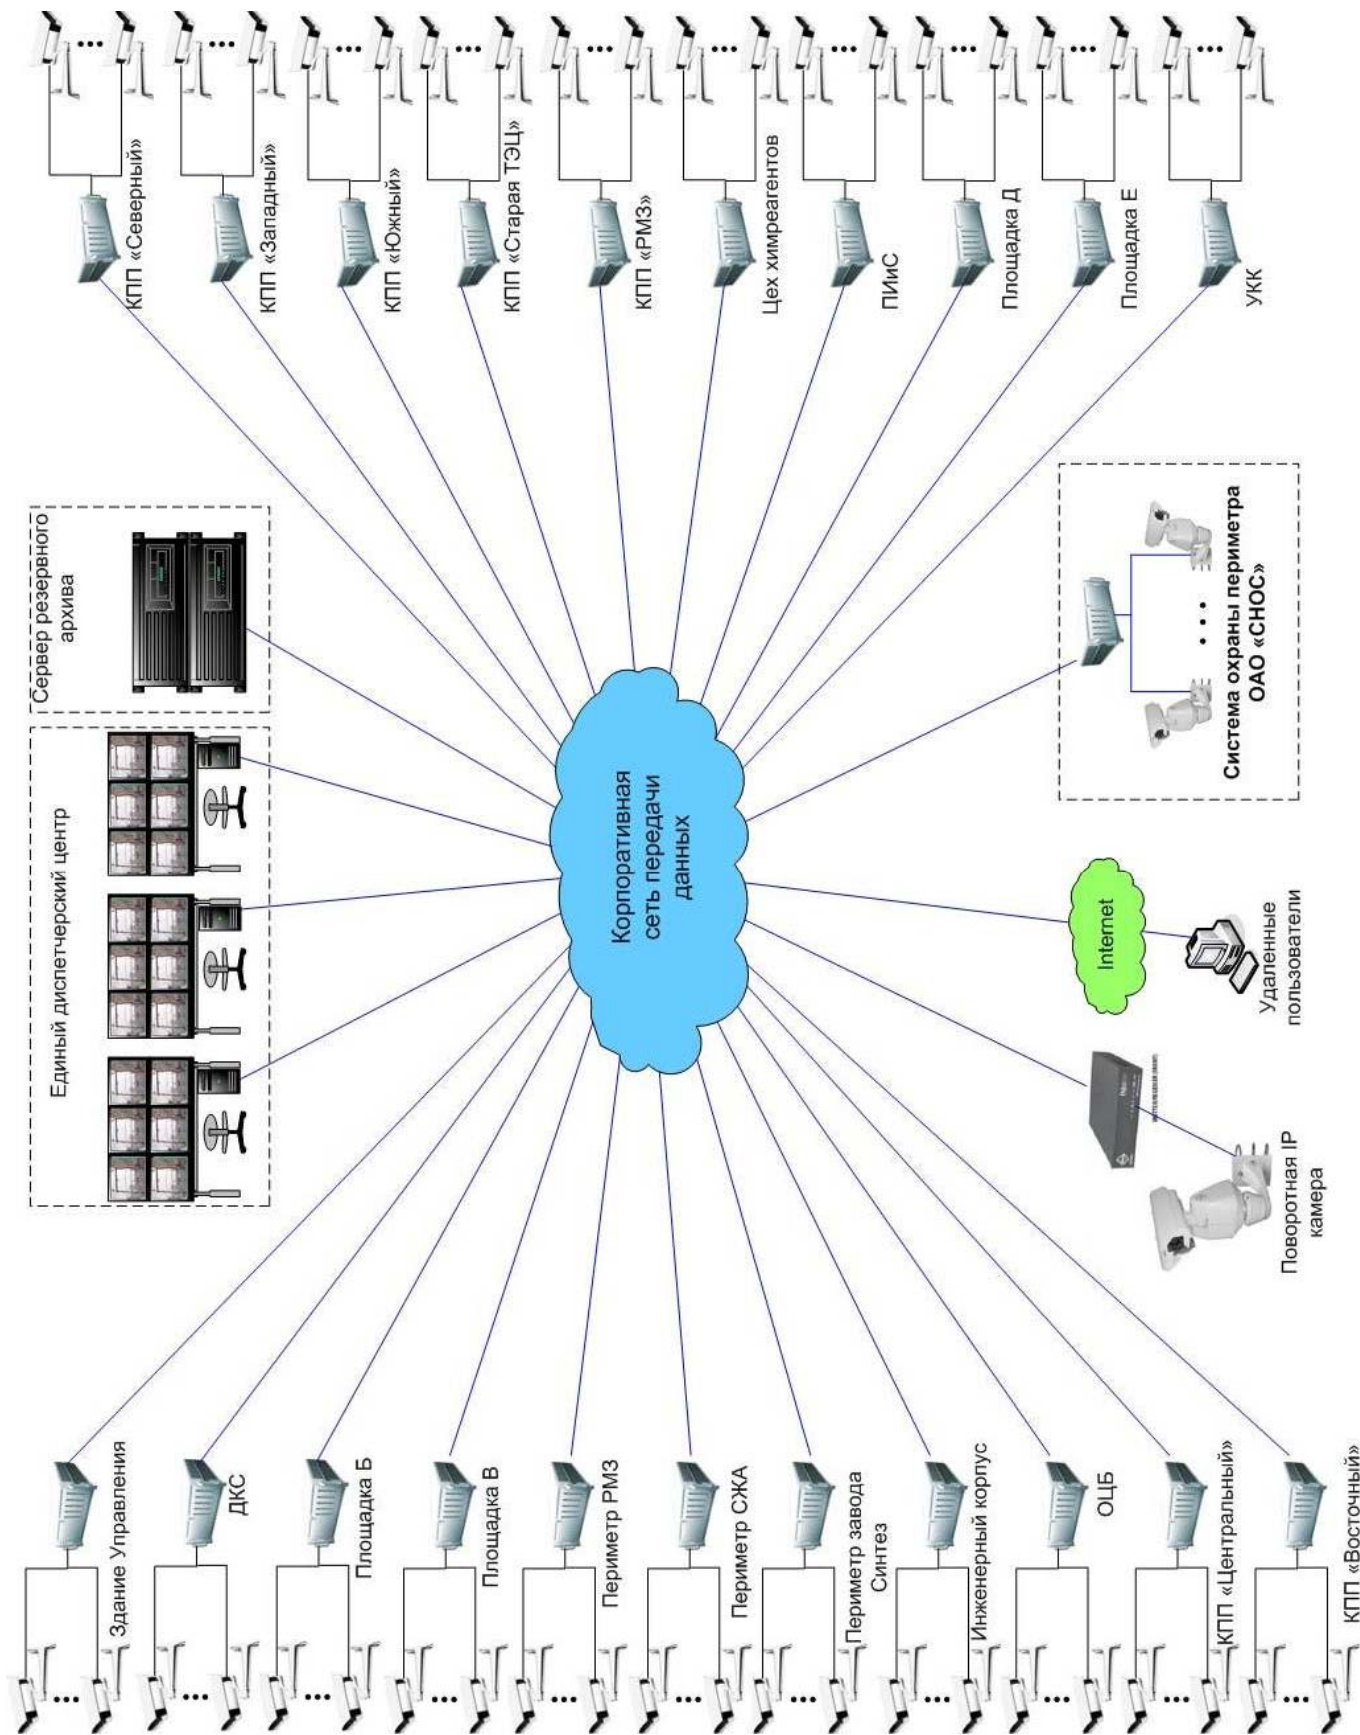 Единый диспетчерский центр
Сервер резервного
архива
Здание Управления
ДКС
Площадка Б
Площадка В
Периметр РМЗ
Периметр СЖА
Периметр завода
Синтез
Инженерный корпус
ОЦБ
КПП «Центральный»
КПП «Восточный»
Корпоративная
сеть передачи
данных
КПП «Северный»
КПП «Западный»
КПП «Южный»
КПП «Старая ТЭЦ»
КПП «РМЗ»
Цех химреагентов
ПИиС
Площадка Д
Площадка Е
УКК
Поворотная IP
камера
Internet
Удаленные
пользователи
Система охраны периметра
ОАО «СНОС»